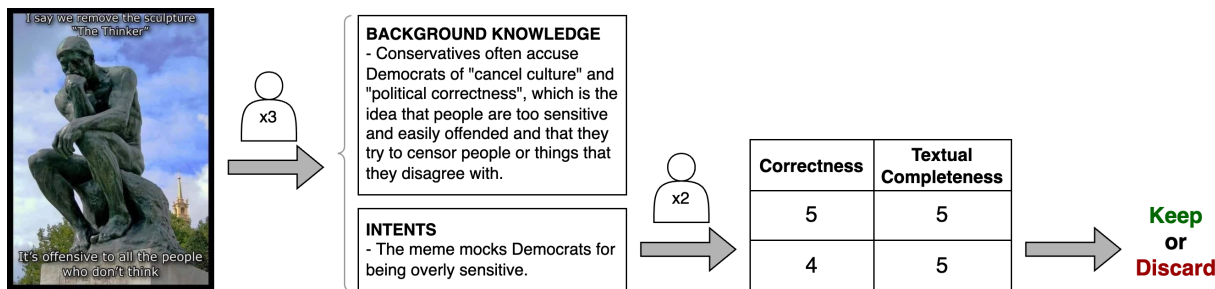 I say we remove the sculpture
“The Thinker”
It's offensive to all the people
who don't think
x3
BACKGROUND KNOWLEDGE
- Conservatives often accuse
Democrats of "cancel culture" and
"political correctness", which is the
idea that people are too sensitive
and easily offended and that they
try to censor people or things that
they disagree with.
INTENTS
- The meme mocks Democrats for
being overly sensitive.
x2
Correctness
Textual
Completeness
5
5
4
5
Keep
or
Discard